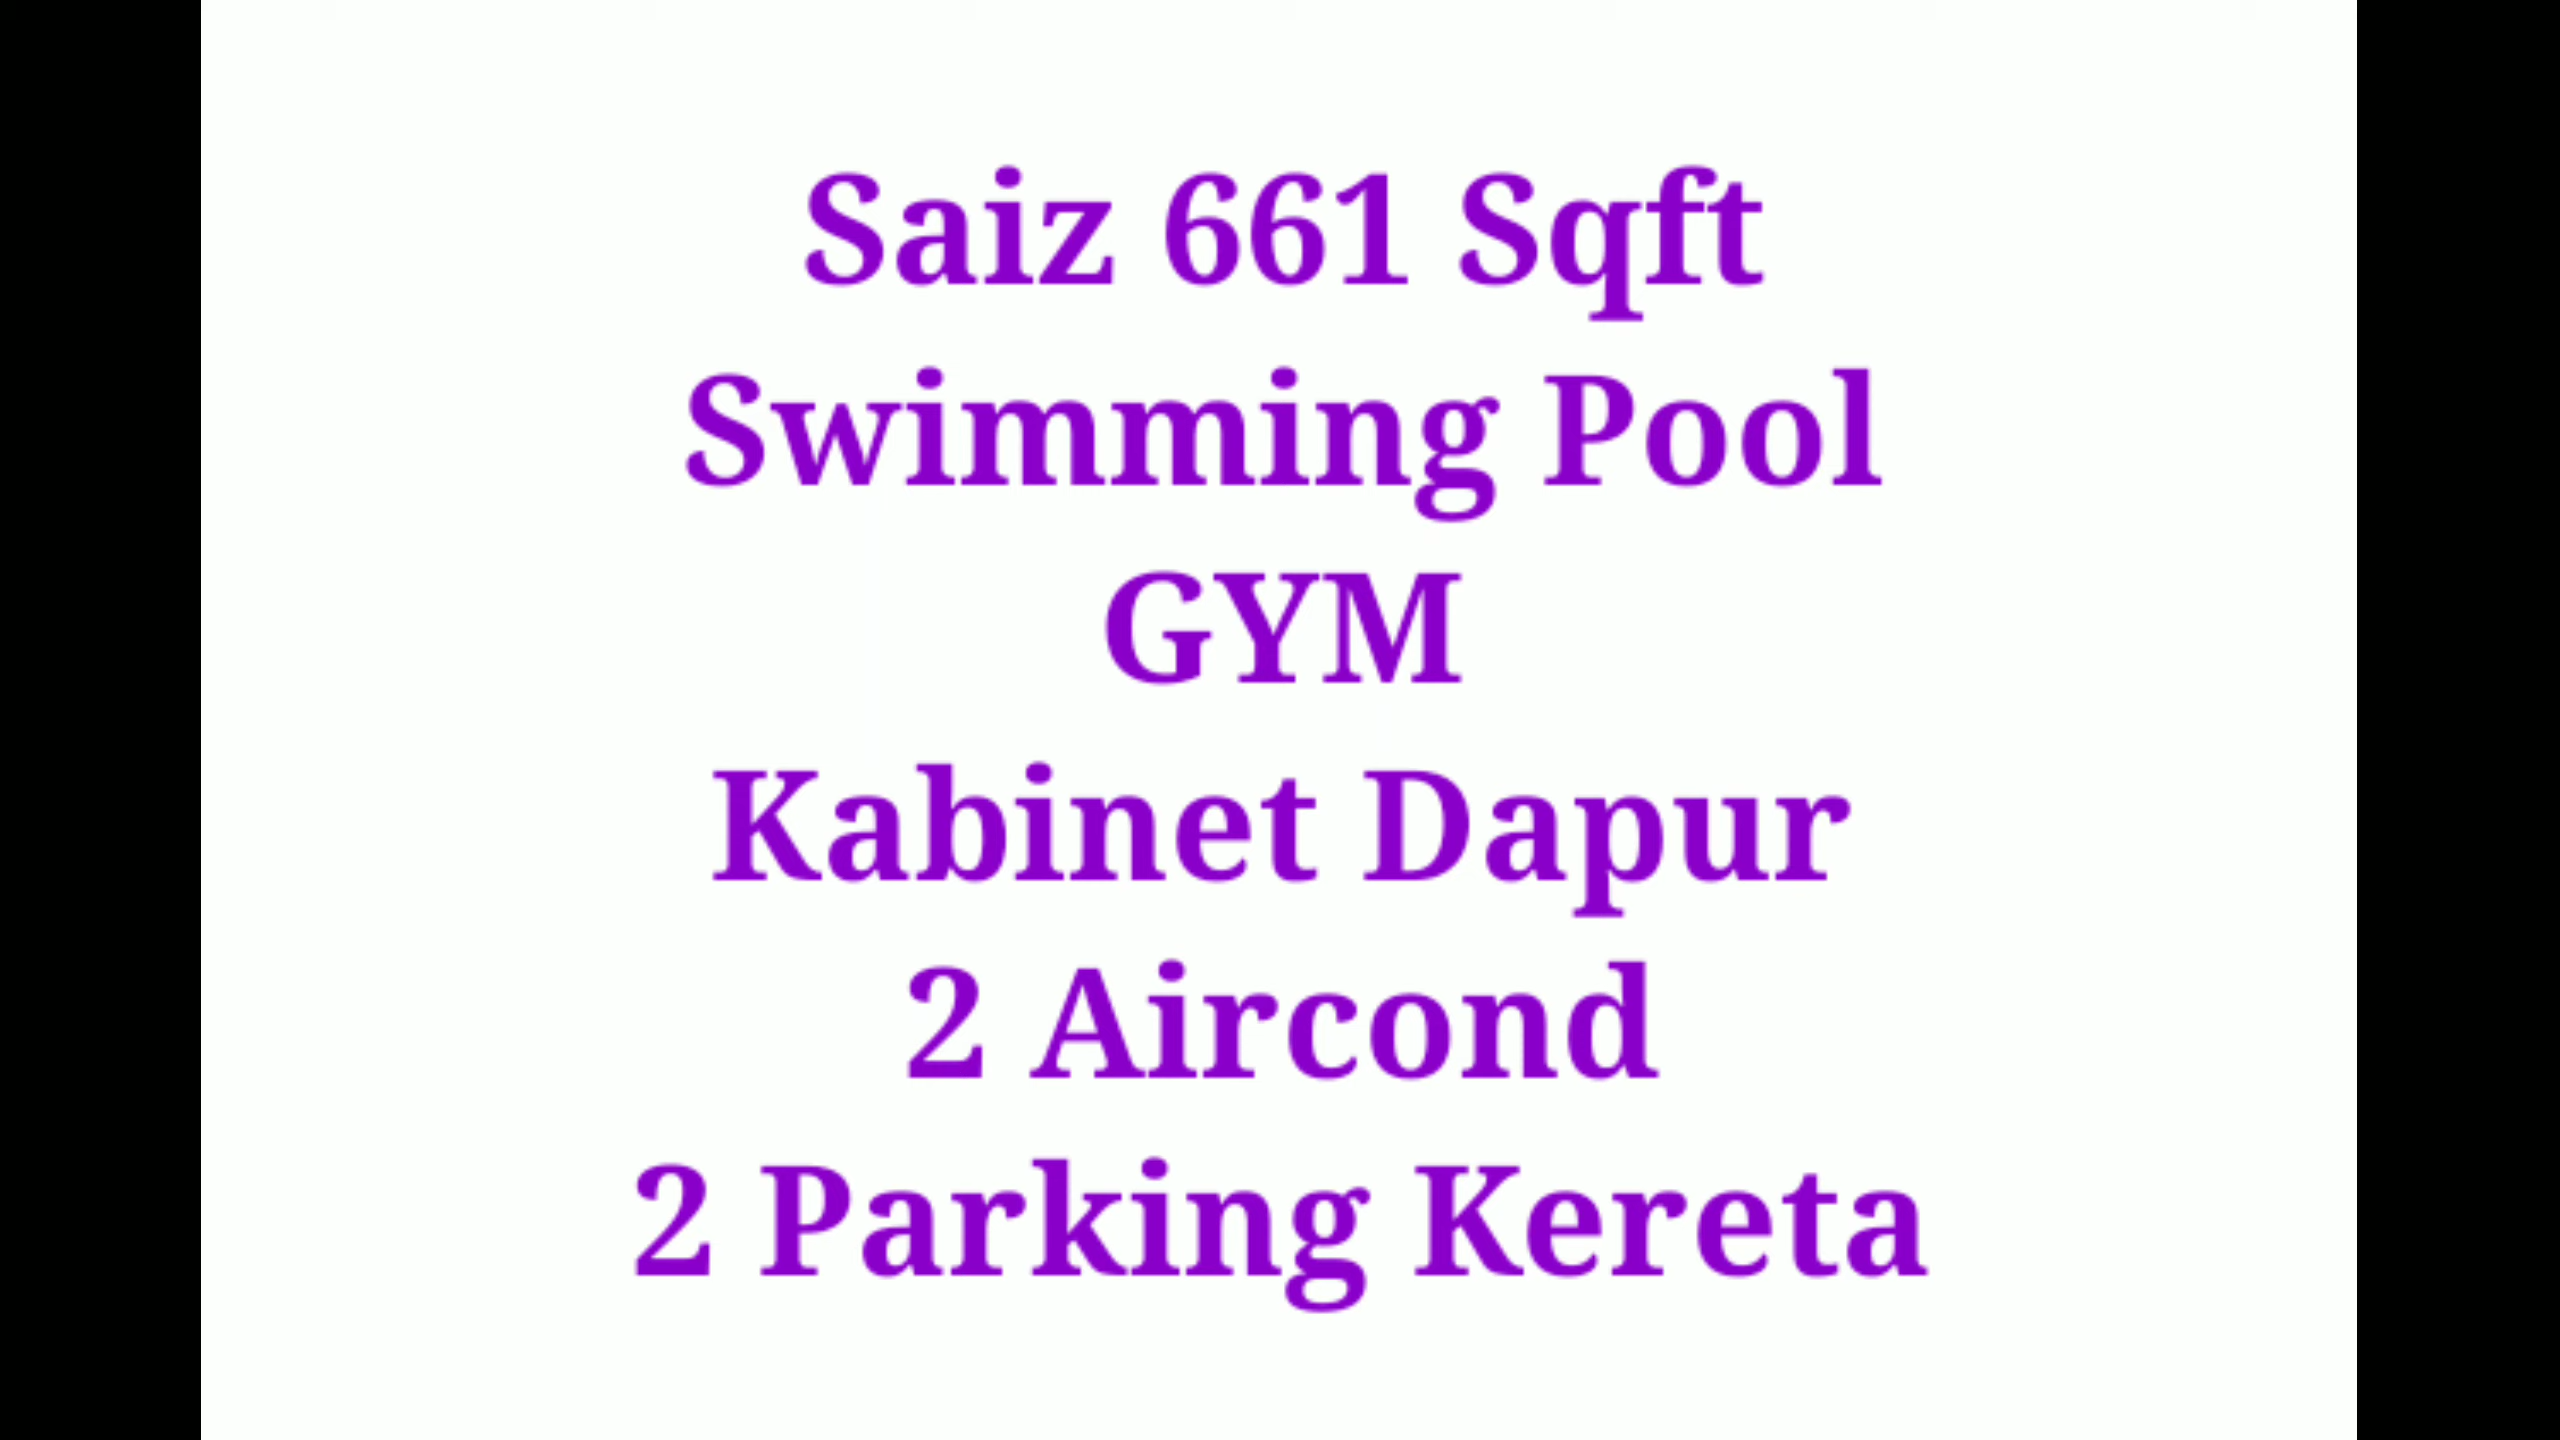 Saiz 661 Sqft
Swimming Pool
GYM
Kabinet Dapur
2 Aircond
2 Parking Kereta